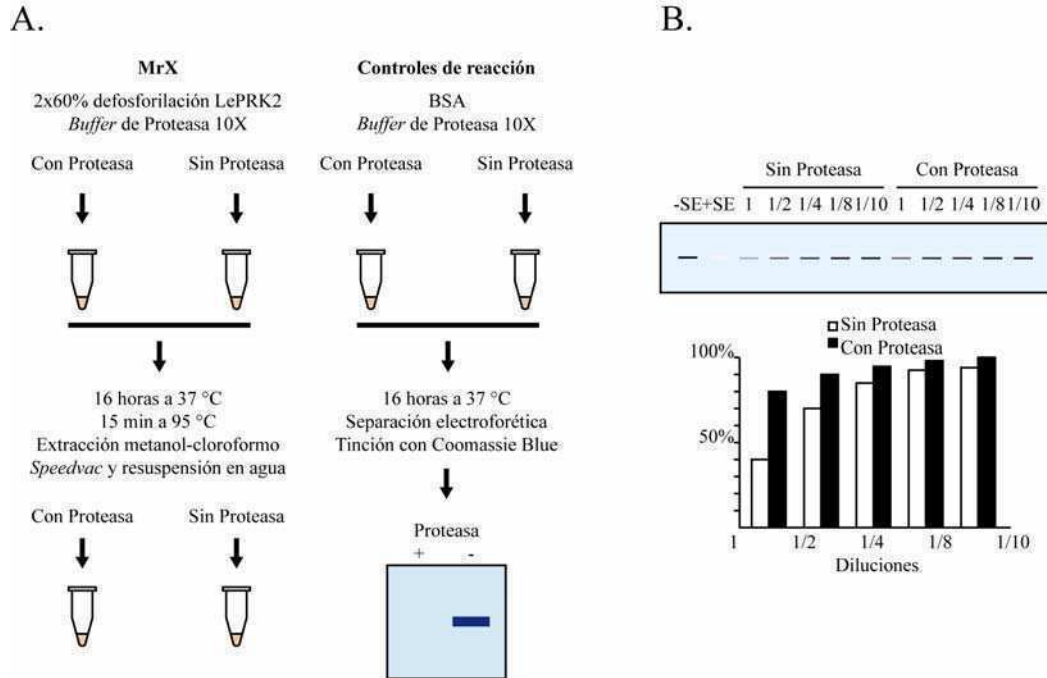 A.
MrX
2x60% defosforilación LePRK2
Buffer de Proteasa 10X
Con Proteasa Sin Proteasa
16 horas a 37 °C
15 min a 95 °C
Extracción metanol-cloroformo
Speedvac y resuspensión en agua
Con Proteasa Sin Proteasa
Controles de reacción
BSA
Buffer de Proteasa 10X
Con Proteasa Sin Proteasa
16 horas a 37 °C
Separación electroforética
Tinción con Coomassie Blue
Proteasa
+ -
B.
Sin Proteasa Con Proteasa
-SE+SE 1 1/2 1/4 1/8 1/10 1 1/2 1/4 1/8 1/10
Sin Proteasa
Con Proteasa
100%
50%
1 1/2 1/4 1/8 1/10
Diluciones